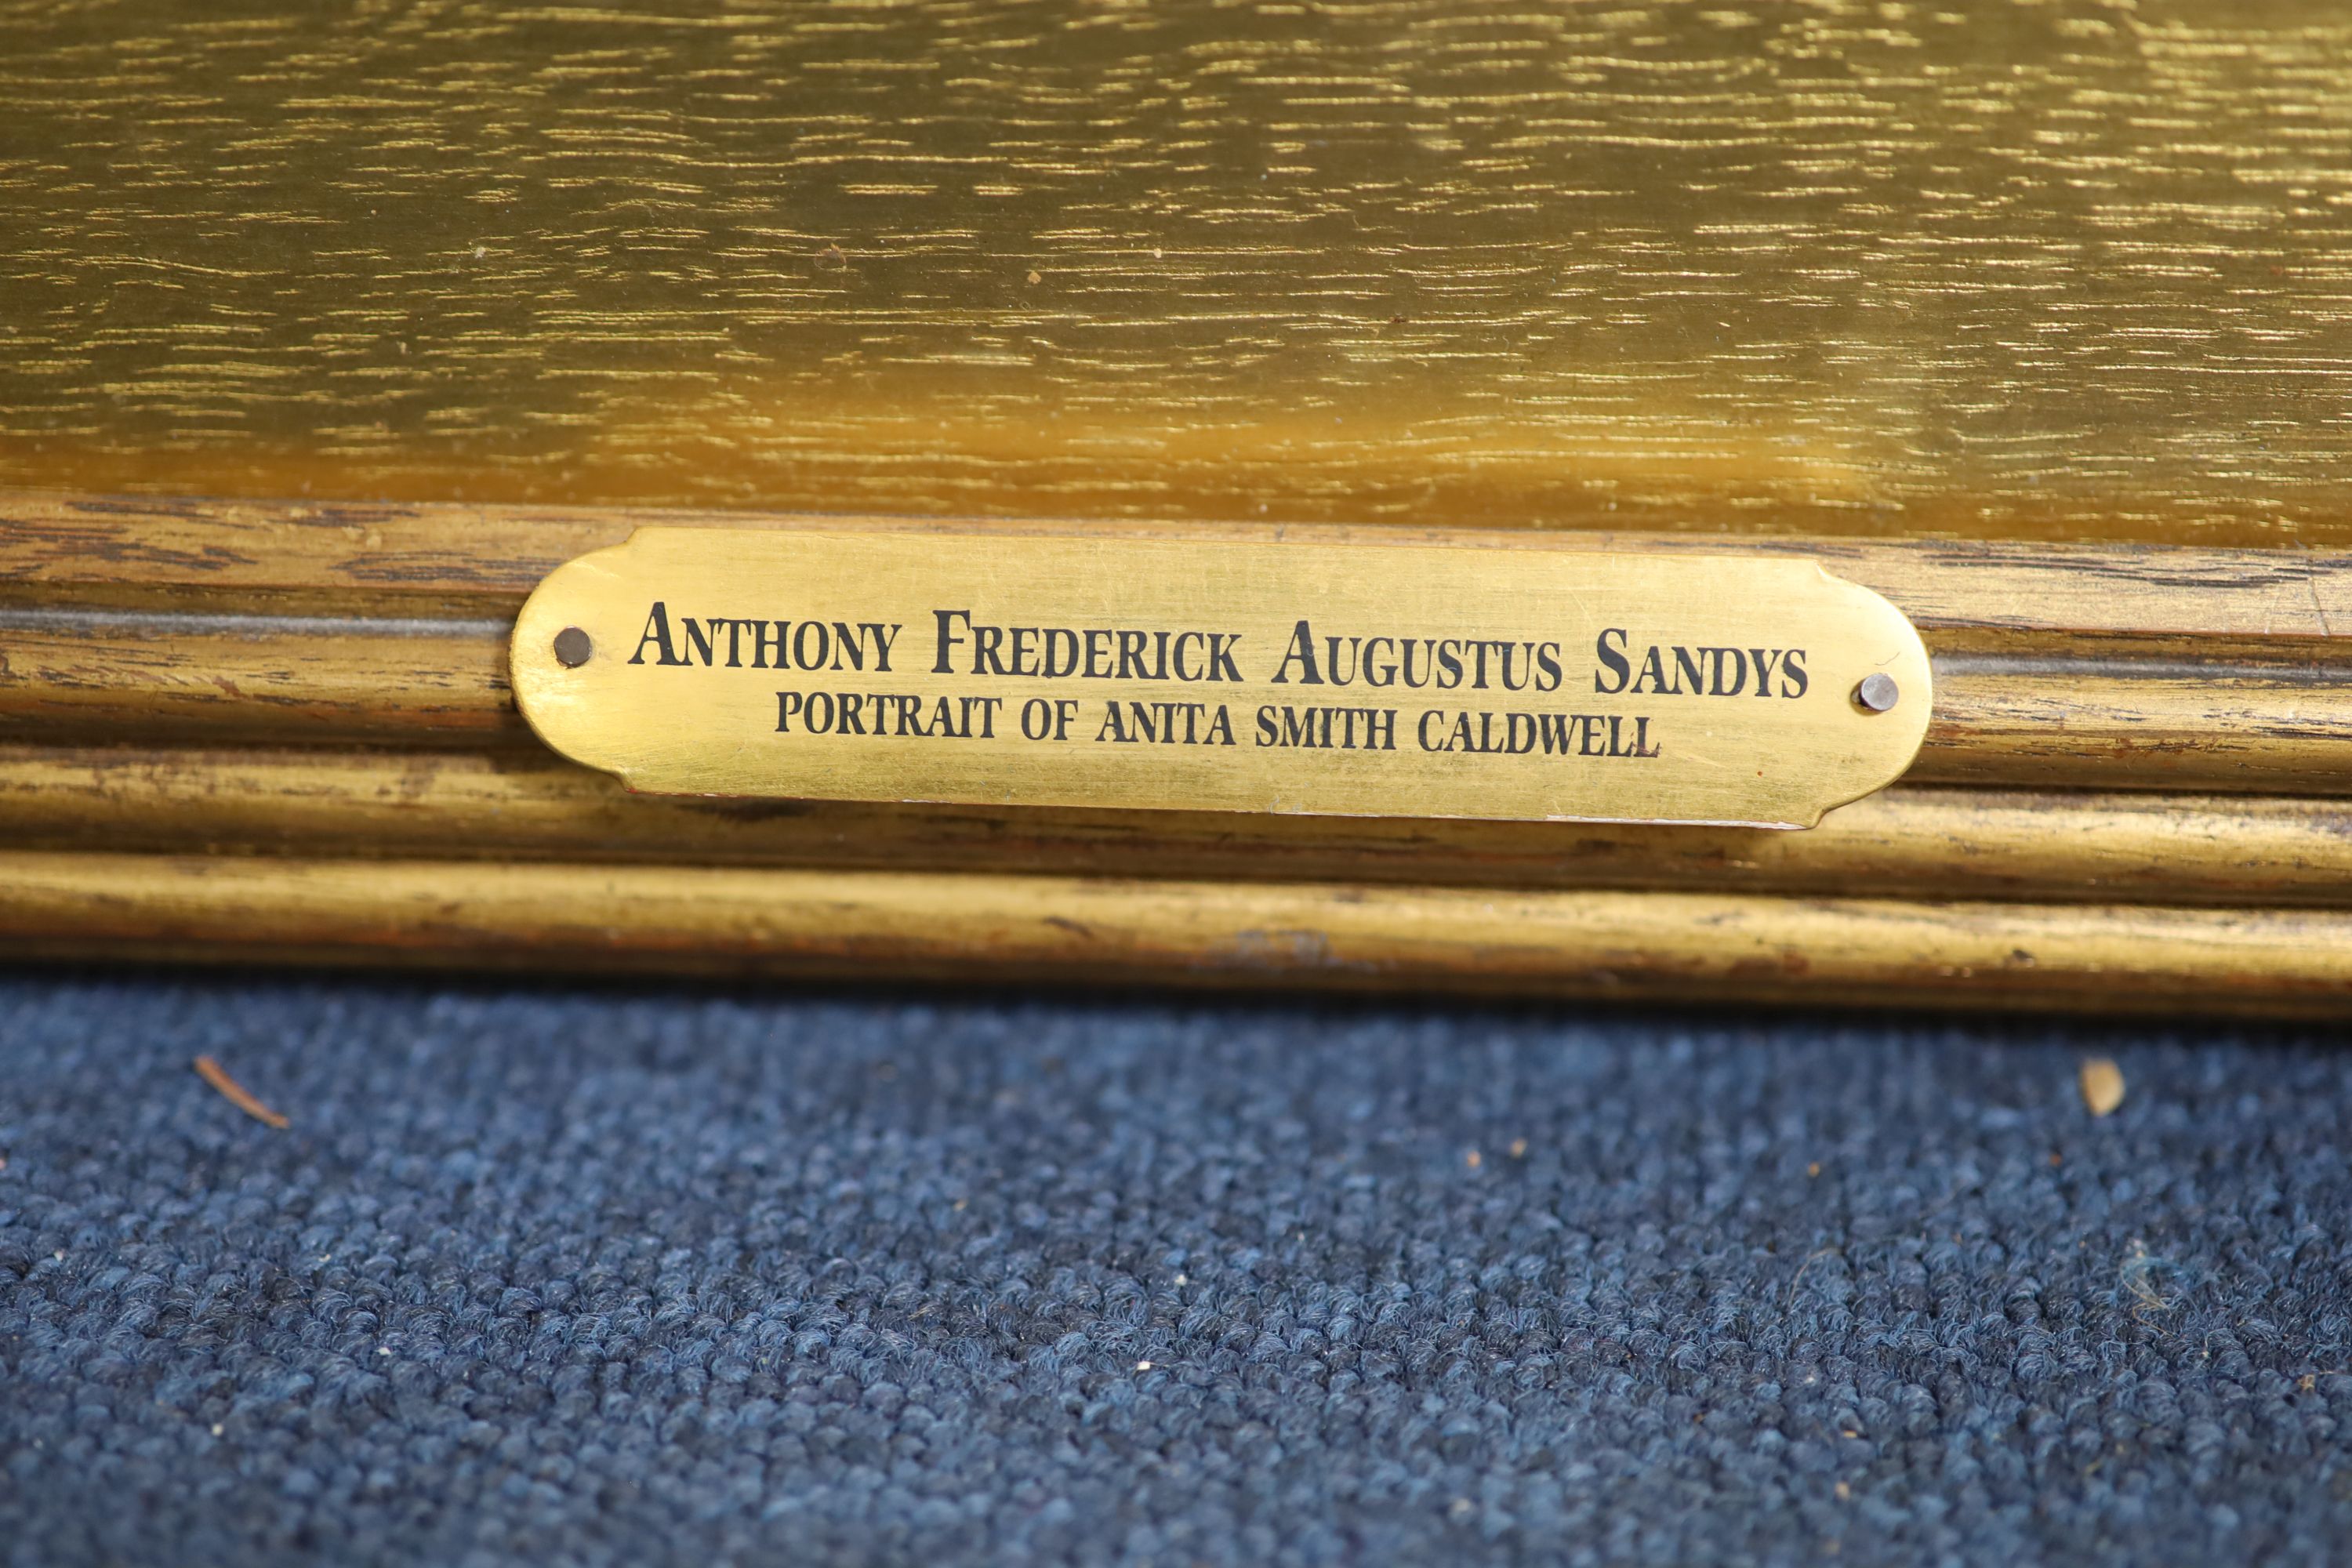 ANTHONY FREDERICK AUGUSTUS SANDYS
PORTRAIT OF ANITA SMITH CALDWELL